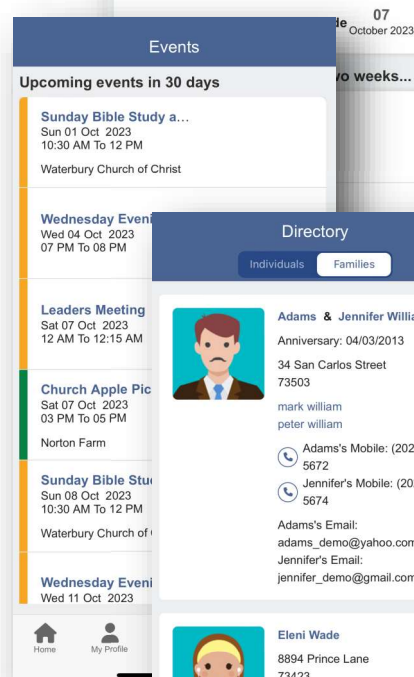 07
October 2023
weeks...
Events
Upcoming events in 30 days
Sunday Bible Study a...
Sun 01 Oct 2023
10:30 AM To 12 PM
Waterbury Church of Christ
Wednesday
Wed 04 Oct 2023
07 PM To 08 PM
Leaders Meeting
Sat 07 Oct 2023
12 AM To 12:15 AM
Church Apple
Sat 07 Oct 2023
03 PM To 05 PM
Norton Farm
Sunday Bible
Sun 08 Oct 2023
10:30 AM To 12 PM
Waterbury Church of
Wednesday
Wed 11 Oct 2023
Home
My Profile
Directory
Individuals
Families
Adams & Jennifer
Anniversary: 04/03/2013
34 San Carlos Street
73503
mark william
peter william
Adams's Mobile: (202
5672
Jennifer's Mobile: (20
5674
Adams's Email:
adams_demo@yahoo.com
Jennifer's Email:
jennifer_demo@gmail.com
Eleni Wade
8894 Prince Lane
73423